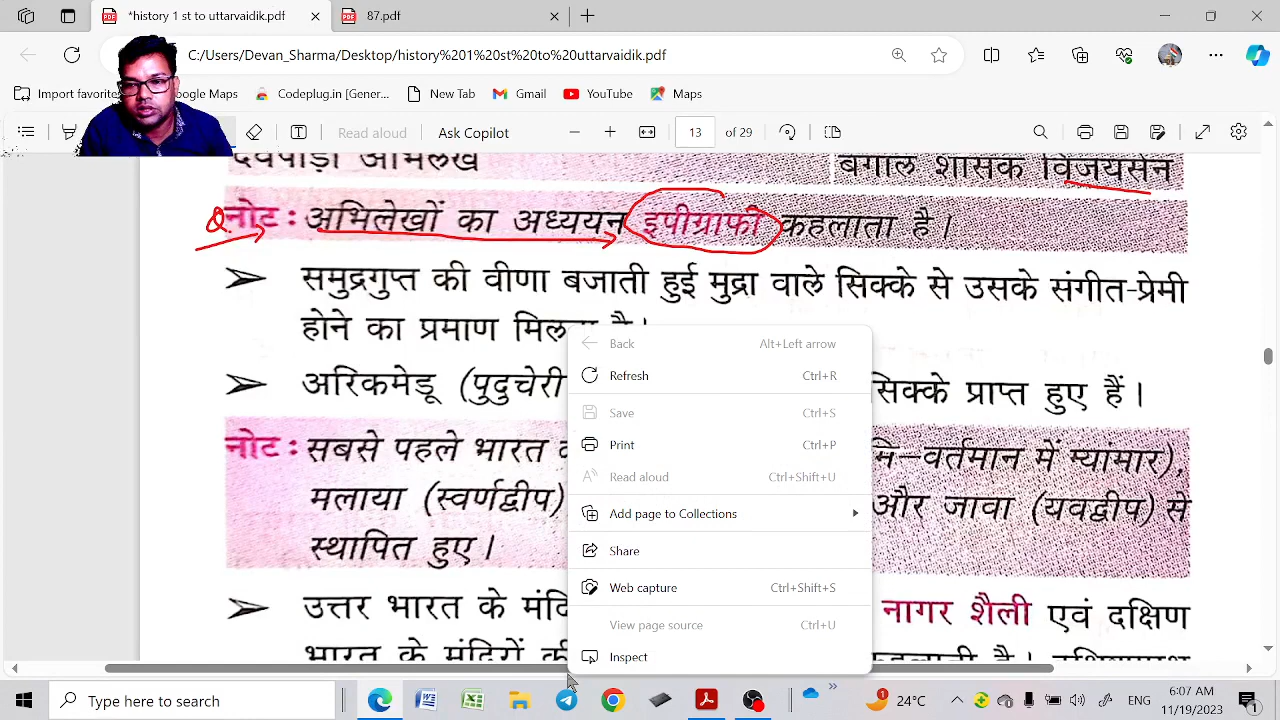 *history 1 st to uttarvaidik.pdf
87.pdf
C:/Users/Devan_Sharma/Desktop/history%201%20st%20to%20uttarvaidik.pdf
Import favorites
Google Maps
Codeplug.in [Gener...
New Tab
Gmail
YouTube
Maps
Read aloud
Ask Copilot
13 of 29
देवपाड़ा अभिलेख
बंगाल शासक विजयसेन
नोट: अभिलेखों का अध्ययन इपीग्राफी कहलाता है।
समुद्रगुप्त की वीणा बजाती हुई मुद्रा वाले सिक्के से उसके संगीत-प्रेमी
होने का प्रमाण
अरिकमेडू (पुदुचेरी सिक्के प्राप्त हुए हैं।
नोट: सबसे पहले भारत –वर्तमान में म्यांमार),
मलाया (स्वर्णद्वीप) और जावा (यवद्वीप) से
स्थापित हुए।
उत्तर भारत के नागर शैली एवं दक्षिण
भारत के मंदिरों की कहलाती है।
Back Alt+Left arrow
Refresh Ctrl+R
Save Ctrl+S
Print Ctrl+P
Read aloud Ctrl+Shift+U
Add page to Collections
Share
Web capture Ctrl+Shift+S
View page source Ctrl+U
Inspect
Type here to search
24°C
6:07 AM
11/19/2023
1